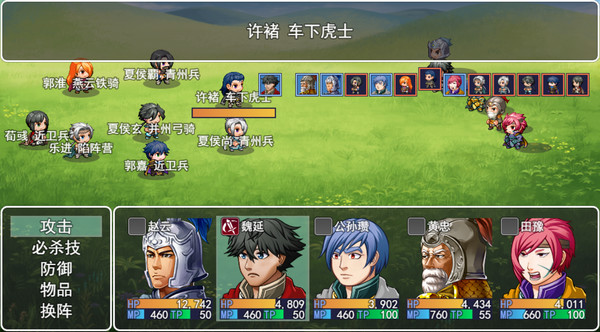 许褚 车下虎士
郭淮 燕云铁骑
夏侯霸 青州兵
许褚 车下虎士
荀彧 近卫兵
夏侯玄 并州弓骑
夏侯尚 青州兵
乐进 陷阵营
郭嘉 近卫兵
攻击
必杀技
防御
物品
换阵
赵云
HP 12,742
MP 460 TP 50
魏延
HP 4,809
MP 460 TP 50
公孙瓒
HP 3,902
MP 460 TP 100
黄忠
HP 4,434
MP 760 TP 55
田豫
HP 4,011
MP 660 TP 100